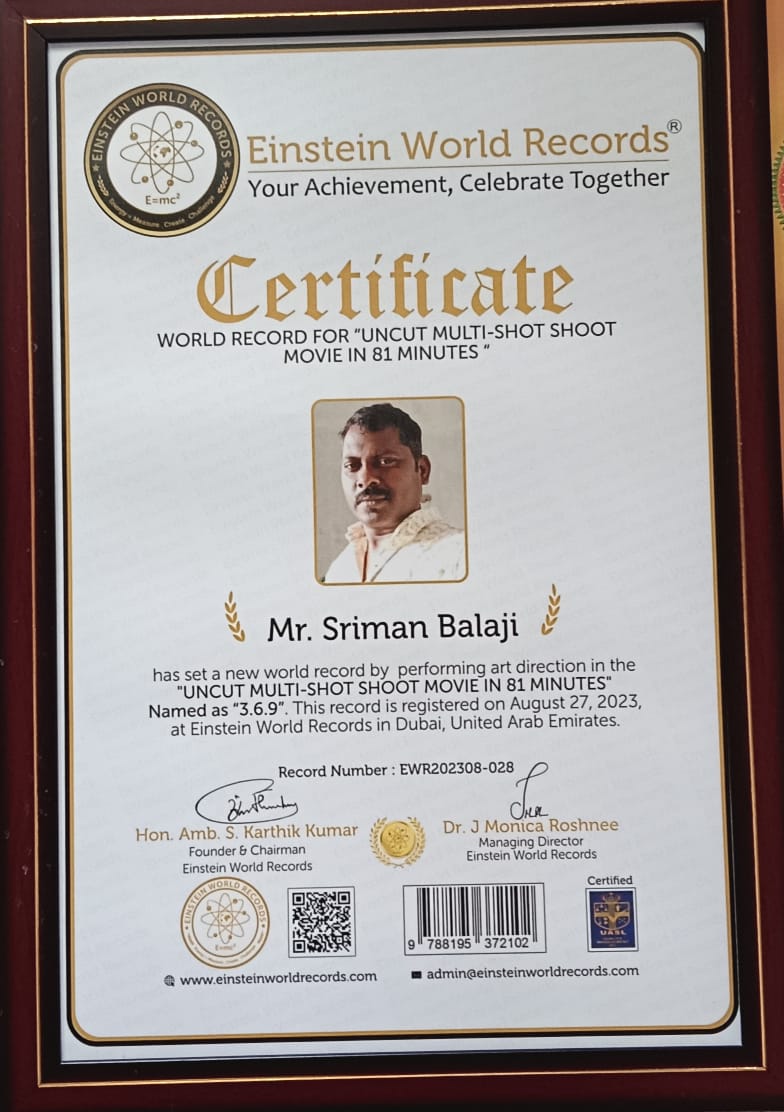 EINSTEIN WORLD RECORDS
E=mc²
Energy = Measure Create Challenge
Einstein World Records®
Your Achievement, Celebrate Together
Certificate
WORLD RECORD FOR “UNCUT MULTI-SHOT SHOOT
MOVIE IN 81 MINUTES “
Mr. Sriman Balaji
has set a new world record by performing art direction in the
"UNCUT MULTI-SHOT SHOOT MOVIE IN 81 MINUTES"
Named as “3.6.9”. This record is registered on August 27, 2023,
at Einstein World Records in Dubai, United Arab Emirates.
Record Number : EWR202308-028
Hon. Amb. S. Karthik Kumar
Founder & Chairman
Einstein World Records
Dr. J Monica Roshnee
Managing Director
Einstein World Records
EINSTEIN WORLD RECORDS
E=mc²
9 788195 372102
Certified
UASL
www.einsteinworldrecords.com
admin@einsteinworldrecords.com